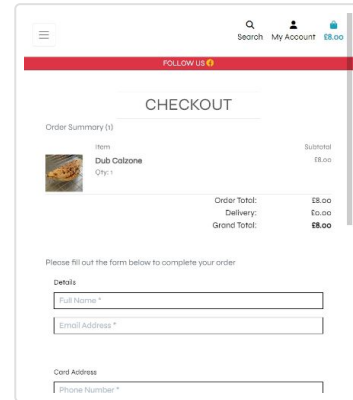 Search My Account £8.00
FOLLOW US
CHECKOUT
Order Summary (1)
Item Subtotal
Dub Calzone £8.00
Qty: 1
Order Total: £8.00
Delivery: £0.00
Grand Total: £8.00
Please fill out the form below to complete your order
Details
Full Name *
Email Address *
Card Address
Phone Number *